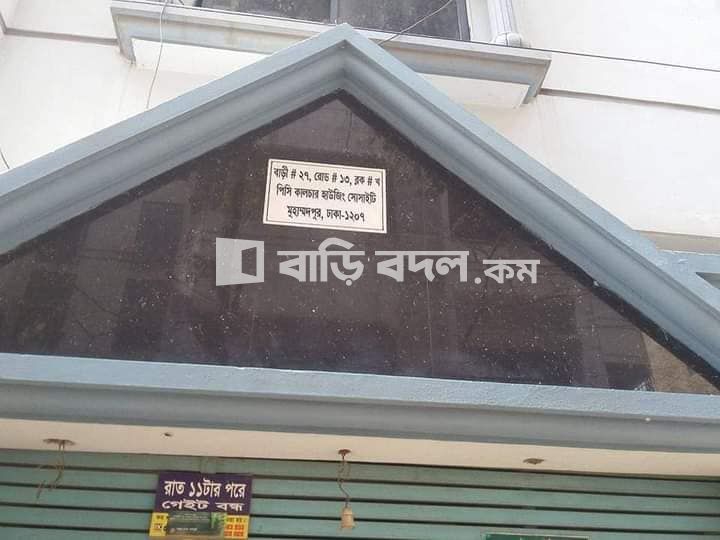 বাড়ী # ২৭, রোড # ১৩, ব্লক # খ
পিসি কালচার হাউজিং সোসাইটি
মুহাম্মদপুর, ঢাকা-১২০৭
বাড়ি বদল.কম
রাত ১১টার পরে
গেইট বন্ধ